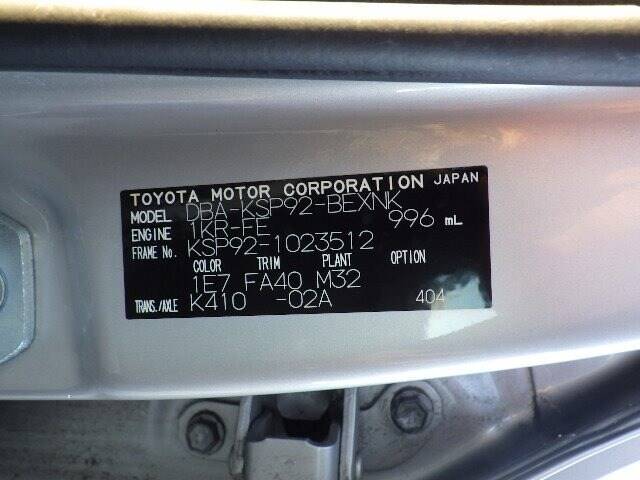 TOYOTA MOTOR CORPORATION JAPAN
MODEL DBA-KSP92-BEXNK
ENGINE 1KR-FE 996 mL
FRAME No. KSP92-1023512
COLOR TRIM PLANT OPTION
1E7 FA40 M32
TRANS./AXLE K410 -02A 404